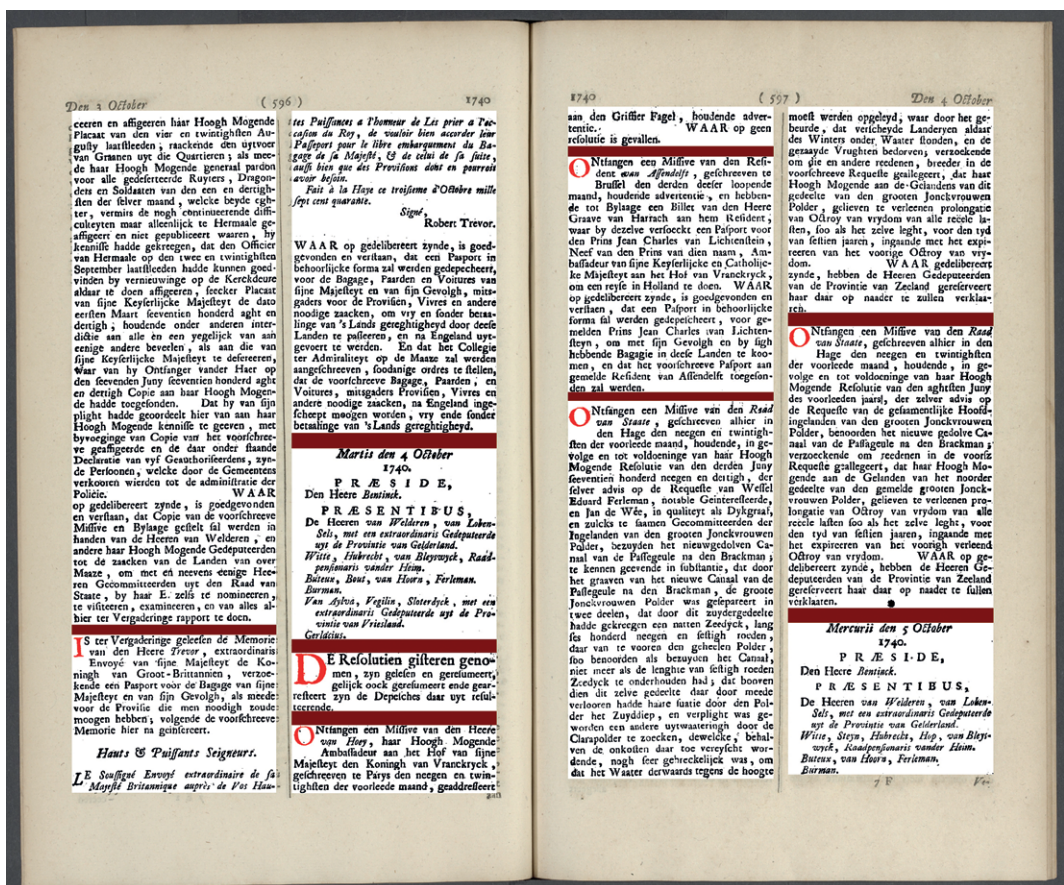 Den 3 October
( 596 )
1740
ceeren en affigeeren haar Hoogh Mogende
Placaat van den vier en twintighsten Au-
gusty laatstleeden, raackende den uytvoer
van Graanen uyt die Quartieren; als mee-
de haar Hoogh Mogende generaal pardon
voor alle gedeserteerde Ruyters, Dragon-
ders en Soldaaten van den een en dertigh-
sten der selver maand, welcke beyde egh-
ter, vermits de nogh continueerende diffi-
culteyten maar alleenlijck te Hermaale ge-
affigeert en niet gepubliceert waaren, hy
kennisse hadde gekreegen, dat den Officier
van Hermaale op den twee en twintighsten
September laatstleeden hadde kunnen goed-
vinden by vernieuwinge op de Kerckdeure
aldaar te doen affigeeren, seecker Placaat
van sijne Keyserlijcke Majesteyt de dato
eersten Maart seeventien honderd aght en
dertigh, houdende onder anderen inter-
dictie aan alle en een yegelijck van aan
eenige andere bevelen, als aan die van
sijne Keyserlijcke Majesteyt te defereeren,
Waar van hy Ontfanger vander Haer op
den seevenden Juny seeventien honderd aght
en dertigh Copie aan haar Hoogh Mogen-
de hadde toegesonden. Dat hy van sijn
plight hadde geoordeelt hier van aan haar
Hoogh Mogende kennisse te geeven, met
byvoeginge van Copie van het voorschree-
ve geaffigeerde en de daar onder staande
Declaratie van vyf Geauthoriseerdens, zyn-
de Persoonen, welcke door de Gemeentens
verkooren wierden tot de administratie der
Policie. WAAR
op gedelibereert zynde, is goedgevonden
en verstaan, dat Copie van de voorschreeve
Missive en Bylaage gestelt sal werden in
handen van de Heeren van Welderen, en
andere haar Hoogh Mogende Gedeputeerden
tot de zaacken van de Landen van over
Maaze, om met en neevens eenige Hee-
ren Gecommitteerden uyt den Raad van
Staate, by haar E. zelfs te nomineeren,
te visiteeren, examineeren, en van alles al-
hier ter Vergaderinge rapport te doen.
IS ter Vergaderinge geleesen de Memorie
van den Heere Trevor, extraordinaris
Envoyé van sijne Majesteyt de Ko-
ningh van Groot-Brittannien, verzoe-
kende een Pasport voor de Bagage van sijne
Majesteyt en van sijn Gevolgh, als meede
voor de Provisie die men noodigh zoude
moogen hebben; volgende de voorschreeve
Memorie hier na geinsereert.
Hauts & Puissants Seigneurs.
LE Soussigné Envoyé extraordinaire de sa
Majesté Britannique auprès de Vos Hau-
tes Puissances a l'honneur de Les prier a l'oc-
casion du Roy, de vouloir bien accorder leur
Passeport pour le libre embarquement du Ba-
gage de sa Majesté, & de celui de sa suite,
aussi bien que des Provisions dont on pourroit
avoir besoin.
Fait à la Haye ce troisieme d'Octobre mille
sept cent quarante.
Signé,
Robert Trevor.
WAAR op gedelibereert zynde, is goed-
gevonden en verstaan, dat een Pasport in
behoorlijcke forma zal werden gedepecheert,
voor de Bagage, Paarden en Voitures van
sijne Majesteyt en van sijn Gevolgh, mits-
gaders voor de Provisien, Vivres en andere
noodige zaacken, om vry en sonder betaa-
linge van 's Lands gereghtigheyd door deese
Landen te passeeren, en na Engeland uyt-
gevoert te werden. En dat het Collegie
ter Admiraliteyt op de Maaze zal werden
aangeschreeven, soodanige ordres te stellen,
dat de voorschreeve Bagage, Paarden, en
Voitures, mitsgaders Provisien, Vivres en
andere noodige zaacken, na Engeland inge-
scheept moogen worden, vry ende sonder
betaalinge van 's Lands gereghtigheyd.
Martis den 4 October
1740.
PRÆSIDE,
Den Heere Bentinck.
PRÆSENTIBUS,
De Heeren van Welderen, van Loben-
Sels, met een extraordinaris Gedeputeerde
uyt de Provintie van Gelderland.
Witte, Hubrecht, van Bleyswyck, Raad-
pensionaris vander Heim.
Buteux, Bout, van Hoorn, Ferleman.
Burman.
Van Aylva, Vegilin, Sloterdyck, met een
extraordinaris Gedeputeerde uyt de Pro-
vintie van Vriesland.
Gerlacius.
DE Resolutien gisteren geno-
men, zyn gelesen en geresumeert,
gelijck oock geresumeert ende gear-
resteert zyn de Depeches daar uyt resul-
teerende.
ONtfangen een Missive van den Heere
van Hoey, haar Hoogh Mogende
Ambassadeur aan het Hof van sijne
Majesteyt den Koningh van Vranckryck,
geschreeven te Parys den neegen en twin-
tighsten der voorleede maand, geaddresseert
aan
1740
( 597 )
Den 4 October
aan den Griffier Fagel, houdende adver-
tentie. WAAR op geen
resolutie is gevallen.
ONtfangen een Missive van den Resi-
dent van Assendelft, geschreeven te
Brussel den derden deeser loopende
maand, houdende advertentie, en hebben-
de tot Bylaage een Billet van den Heere
Graave van Harrach aan hem Resident,
waar by dezelve versoeckt een Pasport voor
den Prins Jean Charles van Lichtenstein,
Neef van den Prins van dien naam, Am-
bassadeur van sijne Keyserlijcke en Catholijc-
ke Majesteyt aan het Hof van Vranckryck,
om een reyse in Holland te doen. WAAR
op gedelibereert zynde, is goedgevonden en
verstaen, dat een Pasport in behoorlijcke
forma sal werden gedepescheert, voor ge-
melden Prins Jean Charles van Lichten-
steyn, om met sijn Gevolgh en by sigh
hebbende Bagagie in deese Landen te koo-
men, en dat het voorschreeve Pasport aan
gemelde Resident van Assendelft toegeson-
den zal werden.
ONtfangen een Missive van den Raad
van Staate, geschreeven alhier in
den Hage den neegen en twintigh-
sten der voorleede maand, houdende, in ge-
volge en tot voldoeninge van haar Hoogh
Mogende Resolutie van den derden Juny
seeventien honderd neegen en dertigh, der
selver advis op de Requeste van Wessel
Eduard Ferleman, notable Geinteresseerde,
en Jan de Wée, in qualiteyt als Dykgraaf,
en zulcks te saamen Gecommitteerden der
Ingelanden van den grooten Jonckvrouwen
Polder, bezuyden het nieuwgedolven Ca-
naal van de Passegeule na den Brackman;
te kennen geevende in substantie, dat door
het graaven van het nieuwe Canaal van de
Passegeule na den Brackman, de groote
Jonckvrouwen Polder was gesepareert in
twee deelen, dat door dit zuydergedeelte
hadde gekreegen een natten Zeedyck, lang
ses honderd neegen en sestigh roeden,
daar van te vooren den geheelen Polder,
soo benoorden als bezuyden het Canaal,
niet meer als de lenghte van sestigh roeden
Zeedyck te onderhouden had; dat booven
dien dit zelve gedeelte daar door meede
verlooren hadde haare suatie door den Pol-
der het Zuyddiep, en verplight was ge-
worden een andere uytwaateringh door de
Clarapolder te zoecken, dewelcke, behal-
ven de onkosten daar toe vereyscht wor-
dende, nogh seer gebreckelijck was, om
dat het Waater derwaards tegens de hooghte
moest werden opgeleyd, waar door het ge-
beurde, dat verscheyde Landeryen aldaar
des Winters onder Waater stonden, en de
gezaayde Vrughten bedorven; verzoekende
om die en andere reedenen, breeder in de
voorschreeve Requeste geallegeert, dat haar
Hoogh Mogende aan de Gelandens van dit
gedeelte van den grooten Jonckvrouwen
Polder, gelieven te verleenen prolongatie
van Octroy van vrydom van alle reeele la-
sten, soo als het zelve leght, voor den tyd
van sestien jaaren, ingaande met het expi-
reeren van het voorige Octroy van vry-
dom. WAAR op gedelibereert
zynde, hebben de Heeren Gedeputeerden
van de Provintie van Zeeland gereserveert
haar daar op naader te zullen verklaa-
ren.
ONtfangen een Missive van den Raad
van Staate, geschreeven alhier in den
Hage den neegen en twintighsten
der voorleede maand, houdende, in ge-
volge en tot voldoeninge van haar Hoogh
Mogende Resolutie van den aghtsten Juny
des voorleeden jaars, der zelver advis op
de Requeste van de gesaamentlijcke Hoofd-
ingelanden van den grooten Jonckvrouwen
Polder, benoorden het nieuwe gedolve Ca-
naal van de Passageule na den Brackman;
verzoeckende om reedenen in de voorsz
Requeste geallegeert, dat haar Hoogh Mo-
gende aan de Gelanden van het noorder
gedeelte van den gemelde grooten Jonck-
vrouwen Polder, gelieven te verleenen pro-
longatie van Octroy van vrydom van alle
reeele lasten soo als het zelve leght, voor
den tyd van sestien jaaren, ingaande met
het expireeren van het voorigh verleend
Octroy van vrydom. WAAR op ge-
delibereert zynde, hebben de Heeren Ge-
deputeerden van de Provintie van Zeeland
gereserveert haar daar op naader te sullen
verklaaren.
Mercurii den 5 October
1740.
PRÆSIDE,
Den Heere Bentinck.
PRÆSENTIBUS,
De Heeren van Welderen, van Loben-
Sels, met een extraordinaris Gedeputeerde
uyt de Provintie van Gelderland.
Witte, Steyn, Hubrecht, Hop, van Bleys-
wyck, Raadpensionaris vander Heim.
Buteux, van Hoorn, Ferleman.
Burman.
7 F
Ve-